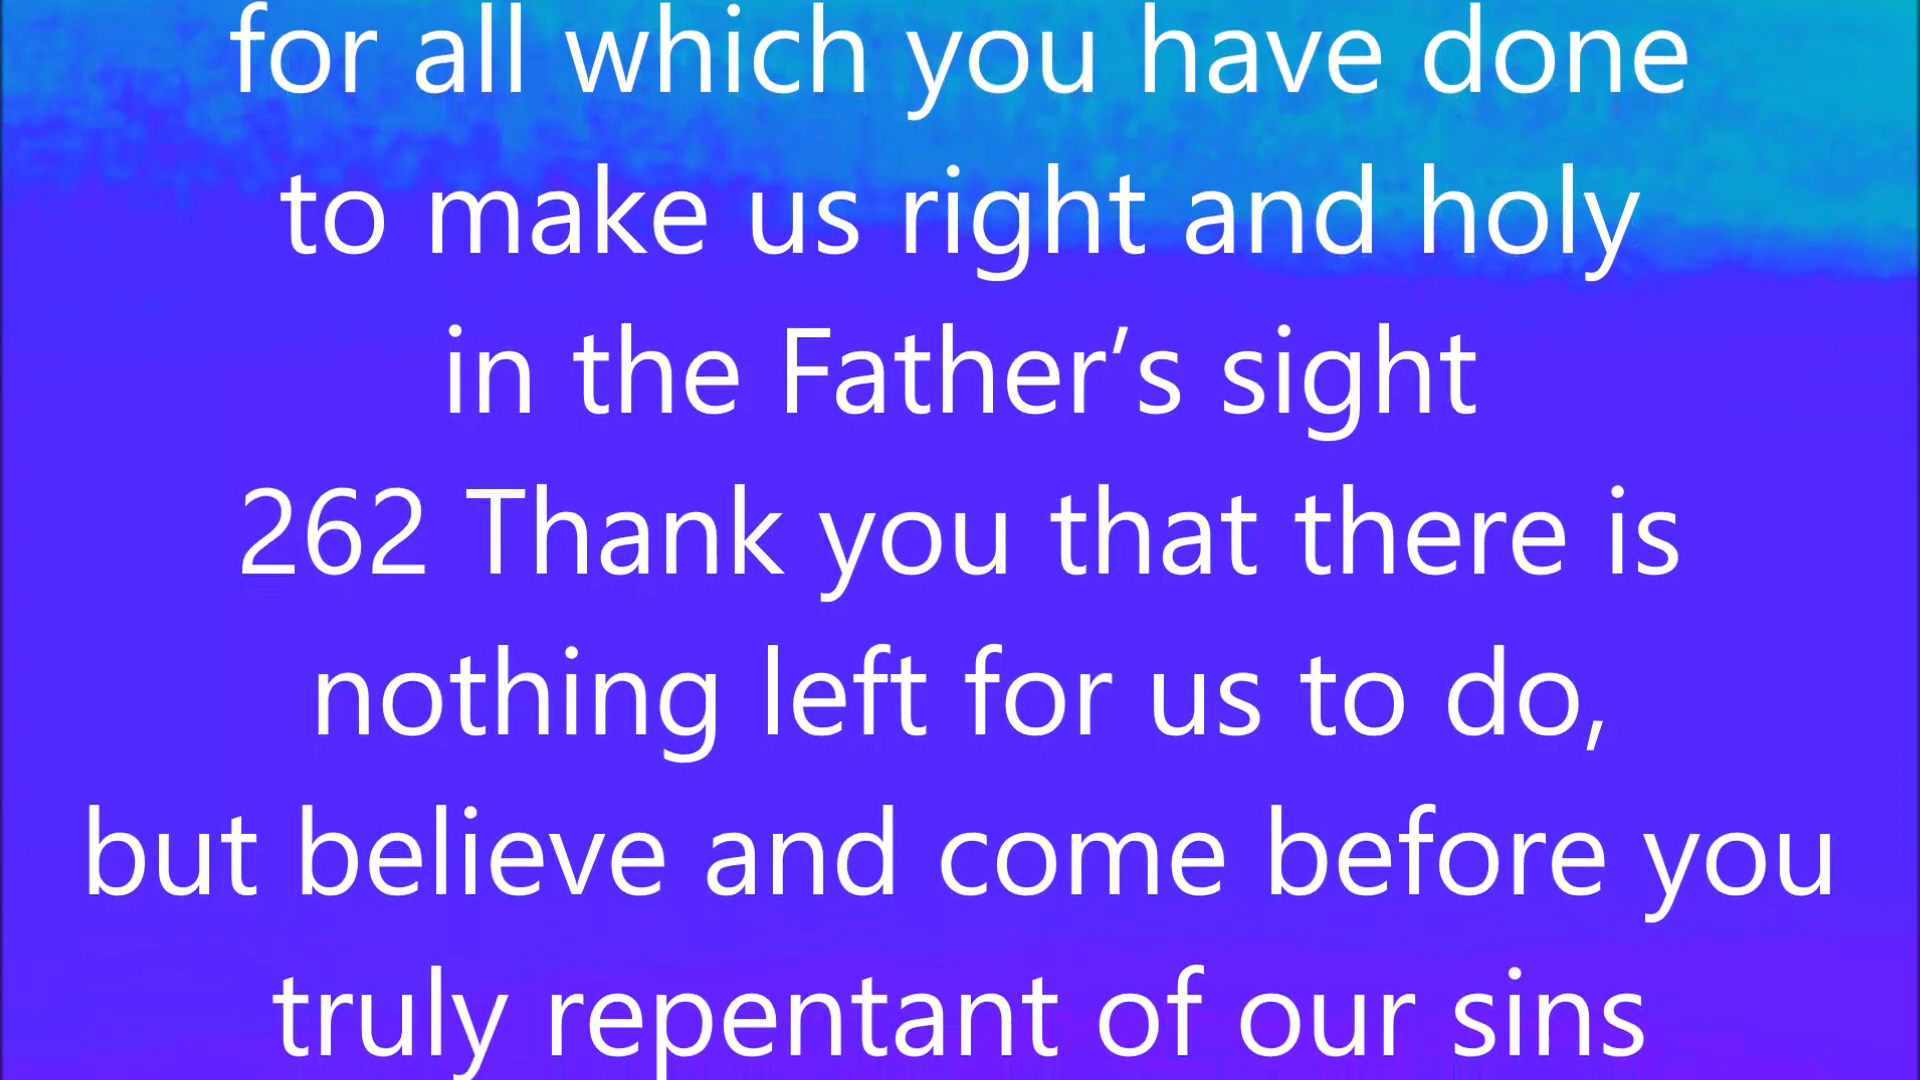 for all which you have done
to make us right and holy
in the Father’s sight
262 Thank you that there is
nothing left for us to do,
but believe and come before you
truly repentant of our sins